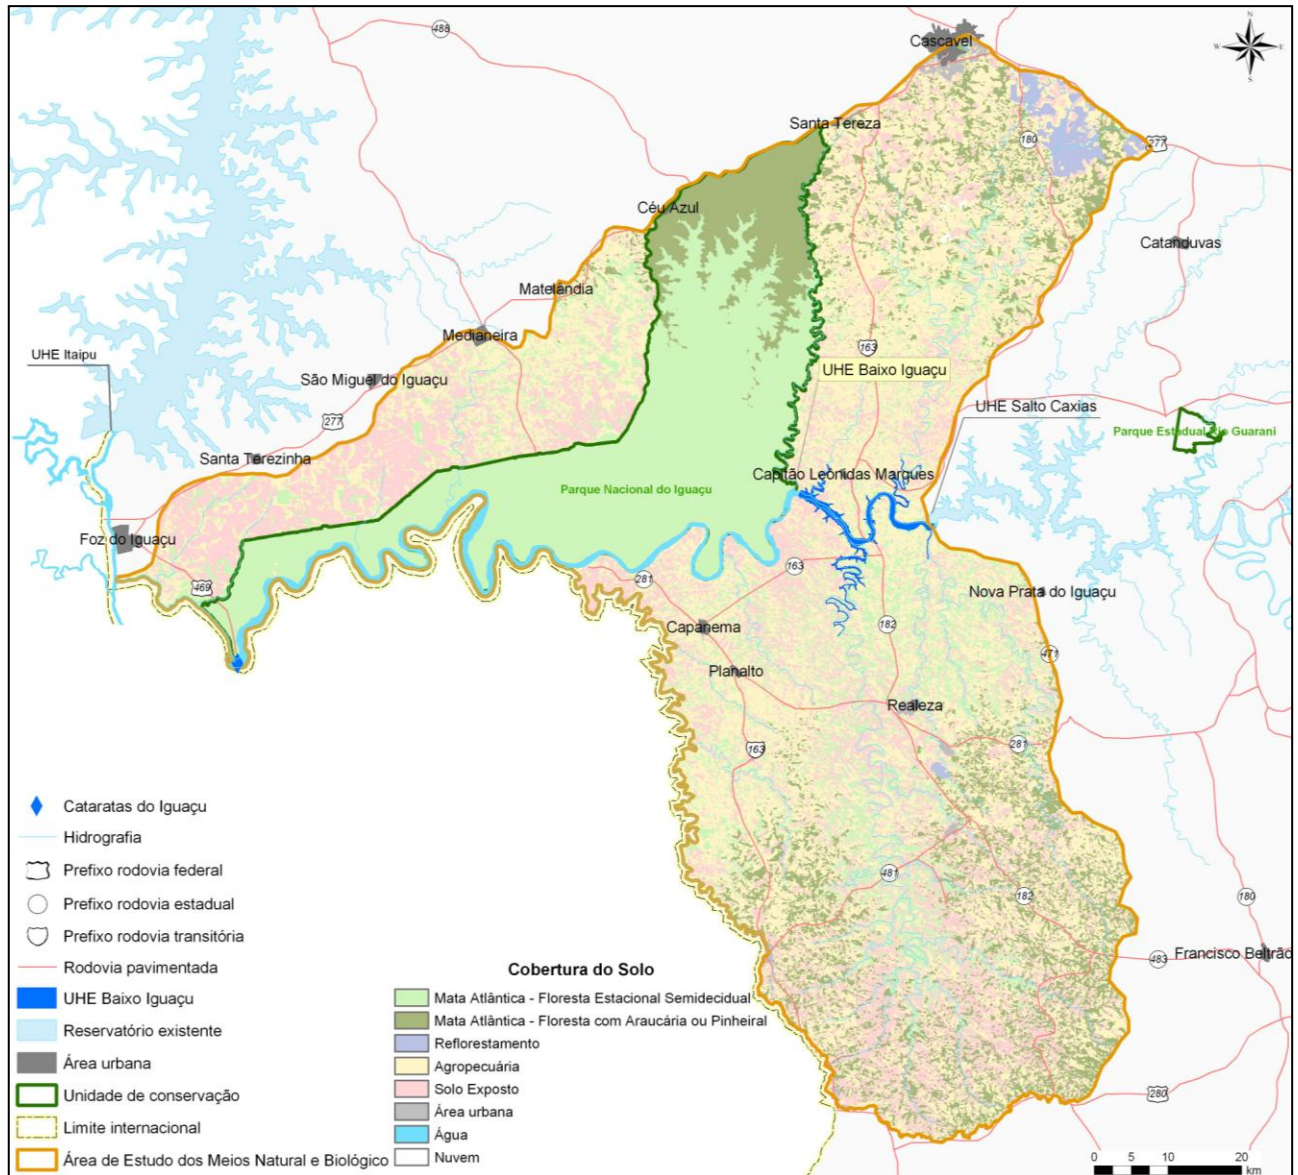 N
W E
S
488
Cascavel
Santa Tereza
180
277
Céu Azul
Catanduvas
Matelândia
Medianeira
163
UHE Itaipu
UHE Baixo Iguaçu
São Miguel do Iguaçu
UHE Salto Caxias
277
Parque Estadual Rio Guarani
Santa Terezinha
Capitão Leônidas Marques
Parque Nacional do Iguaçu
Foz do Iguaçu
163
281
469
Nova Prata do Iguaçu
Capanema
182
471
Planalto
Realeza
281
163
481
182
180
483
Francisco Beltrão
280
Cataratas do Iguaçu
Hidrografia
Prefixo rodovia federal
Prefixo rodovia estadual
Prefixo rodovia transitória
Rodovia pavimentada
UHE Baixo Iguaçu
Reservatório existente
Área urbana
Unidade de conservação
Limite internacional
Área de Estudo dos Meios Natural e Biológico
Cobertura do Solo
Mata Atlântica - Floresta Estacional Semidecidual
Mata Atlântica - Floresta com Araucária ou Pinheiral
Reflorestamento
Agropecuária
Solo Exposto
Área urbana
Água
Nuvem
0 5 10 20
km